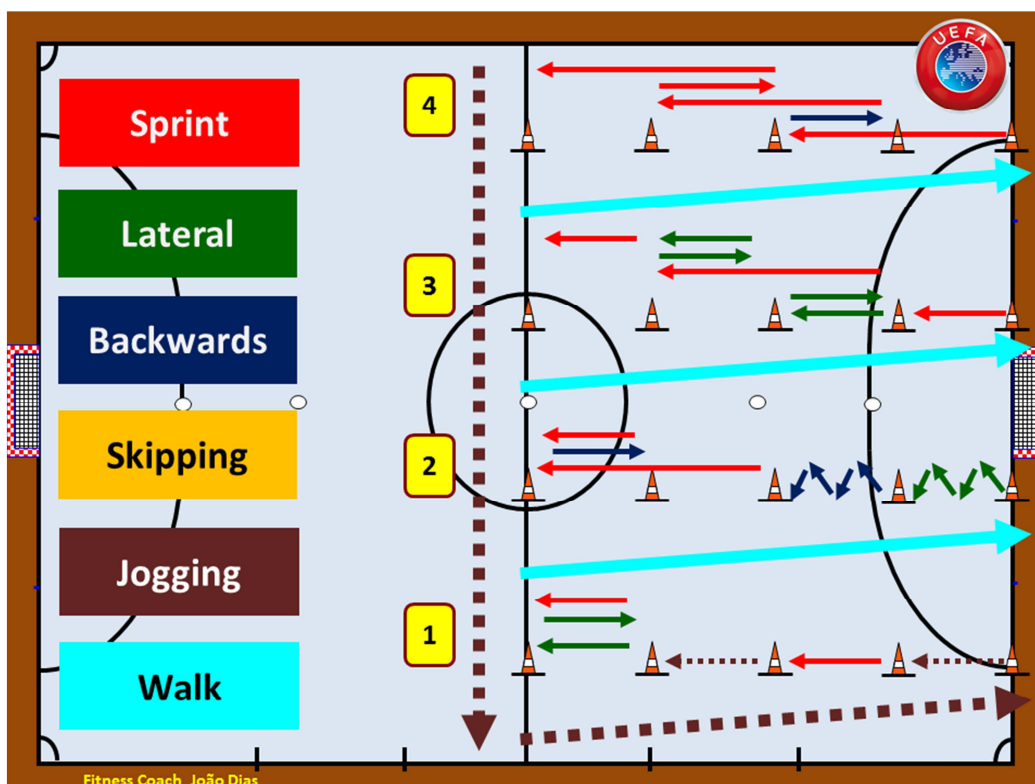 UEFA
Sprint
4
Lateral
3
Backwards
Skipping
2
Jogging
1
Walk
Fitness Coach João Dias